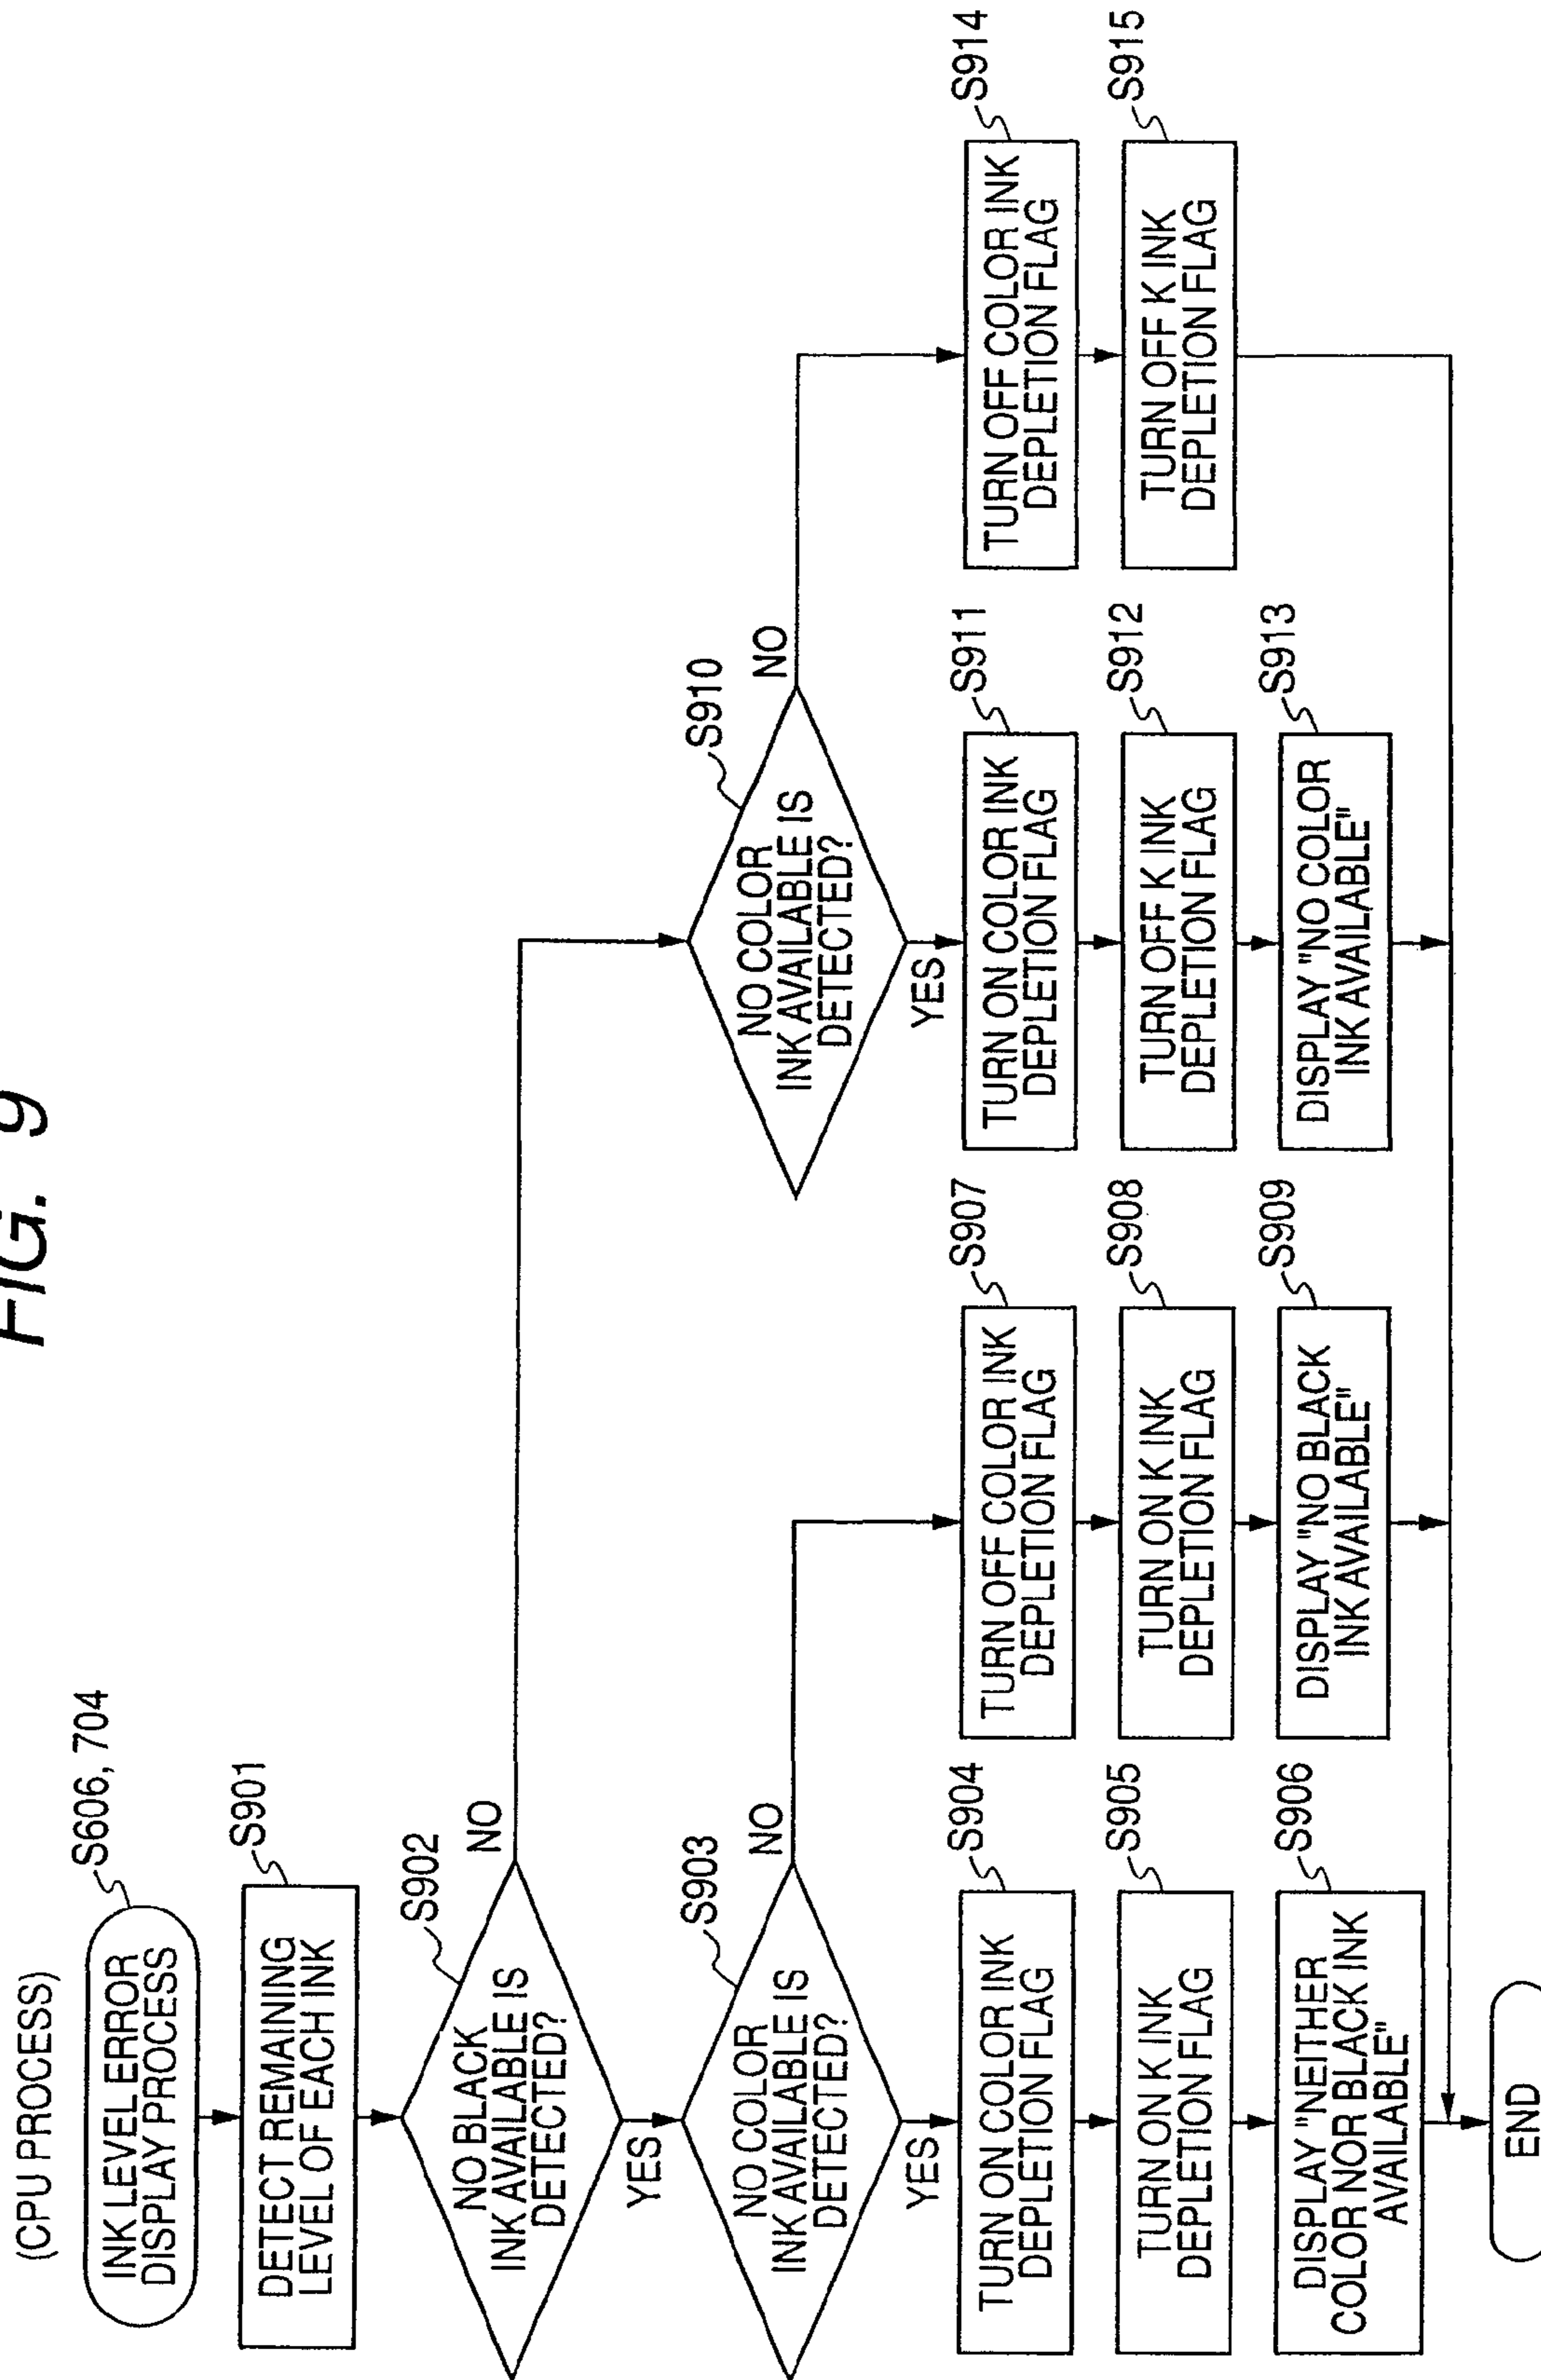 FIG. 9
(CPU PROCESS)
INK LEVEL ERROR
DISPLAY PROCESS
S606, 704
DETECT REMAINING
LEVEL OF EACH INK
S901
NO BLACK
INK AVAILABLE IS
DETECTED?
S902
NO
YES
NO COLOR
INK AVAILABLE IS
DETECTED?
S903
NO
YES
NO COLOR
INK AVAILABLE IS
DETECTED?
S910
NO
YES
TURN ON COLOR INK
DEPLETION FLAG
S904
TURN ON K INK
DEPLETION FLAG
S905
DISPLAY "NEITHER
COLOR NOR BLACK INK
AVAILABLE"
S906
TURN OFF COLOR INK
DEPLETION FLAG
S907
TURN ON K INK
DEPLETION FLAG
S908
DISPLAY "NO BLACK
INK AVAILABLE"
S909
TURN ON COLOR INK
DEPLETION FLAG
S911
TURN OFF K INK
DEPLETION FLAG
S912
DISPLAY "NO COLOR
INK AVAILABLE"
S913
TURN OFF COLOR INK
DEPLETION FLAG
S914
TURN OFF K INK
DEPLETION FLAG
S915
END